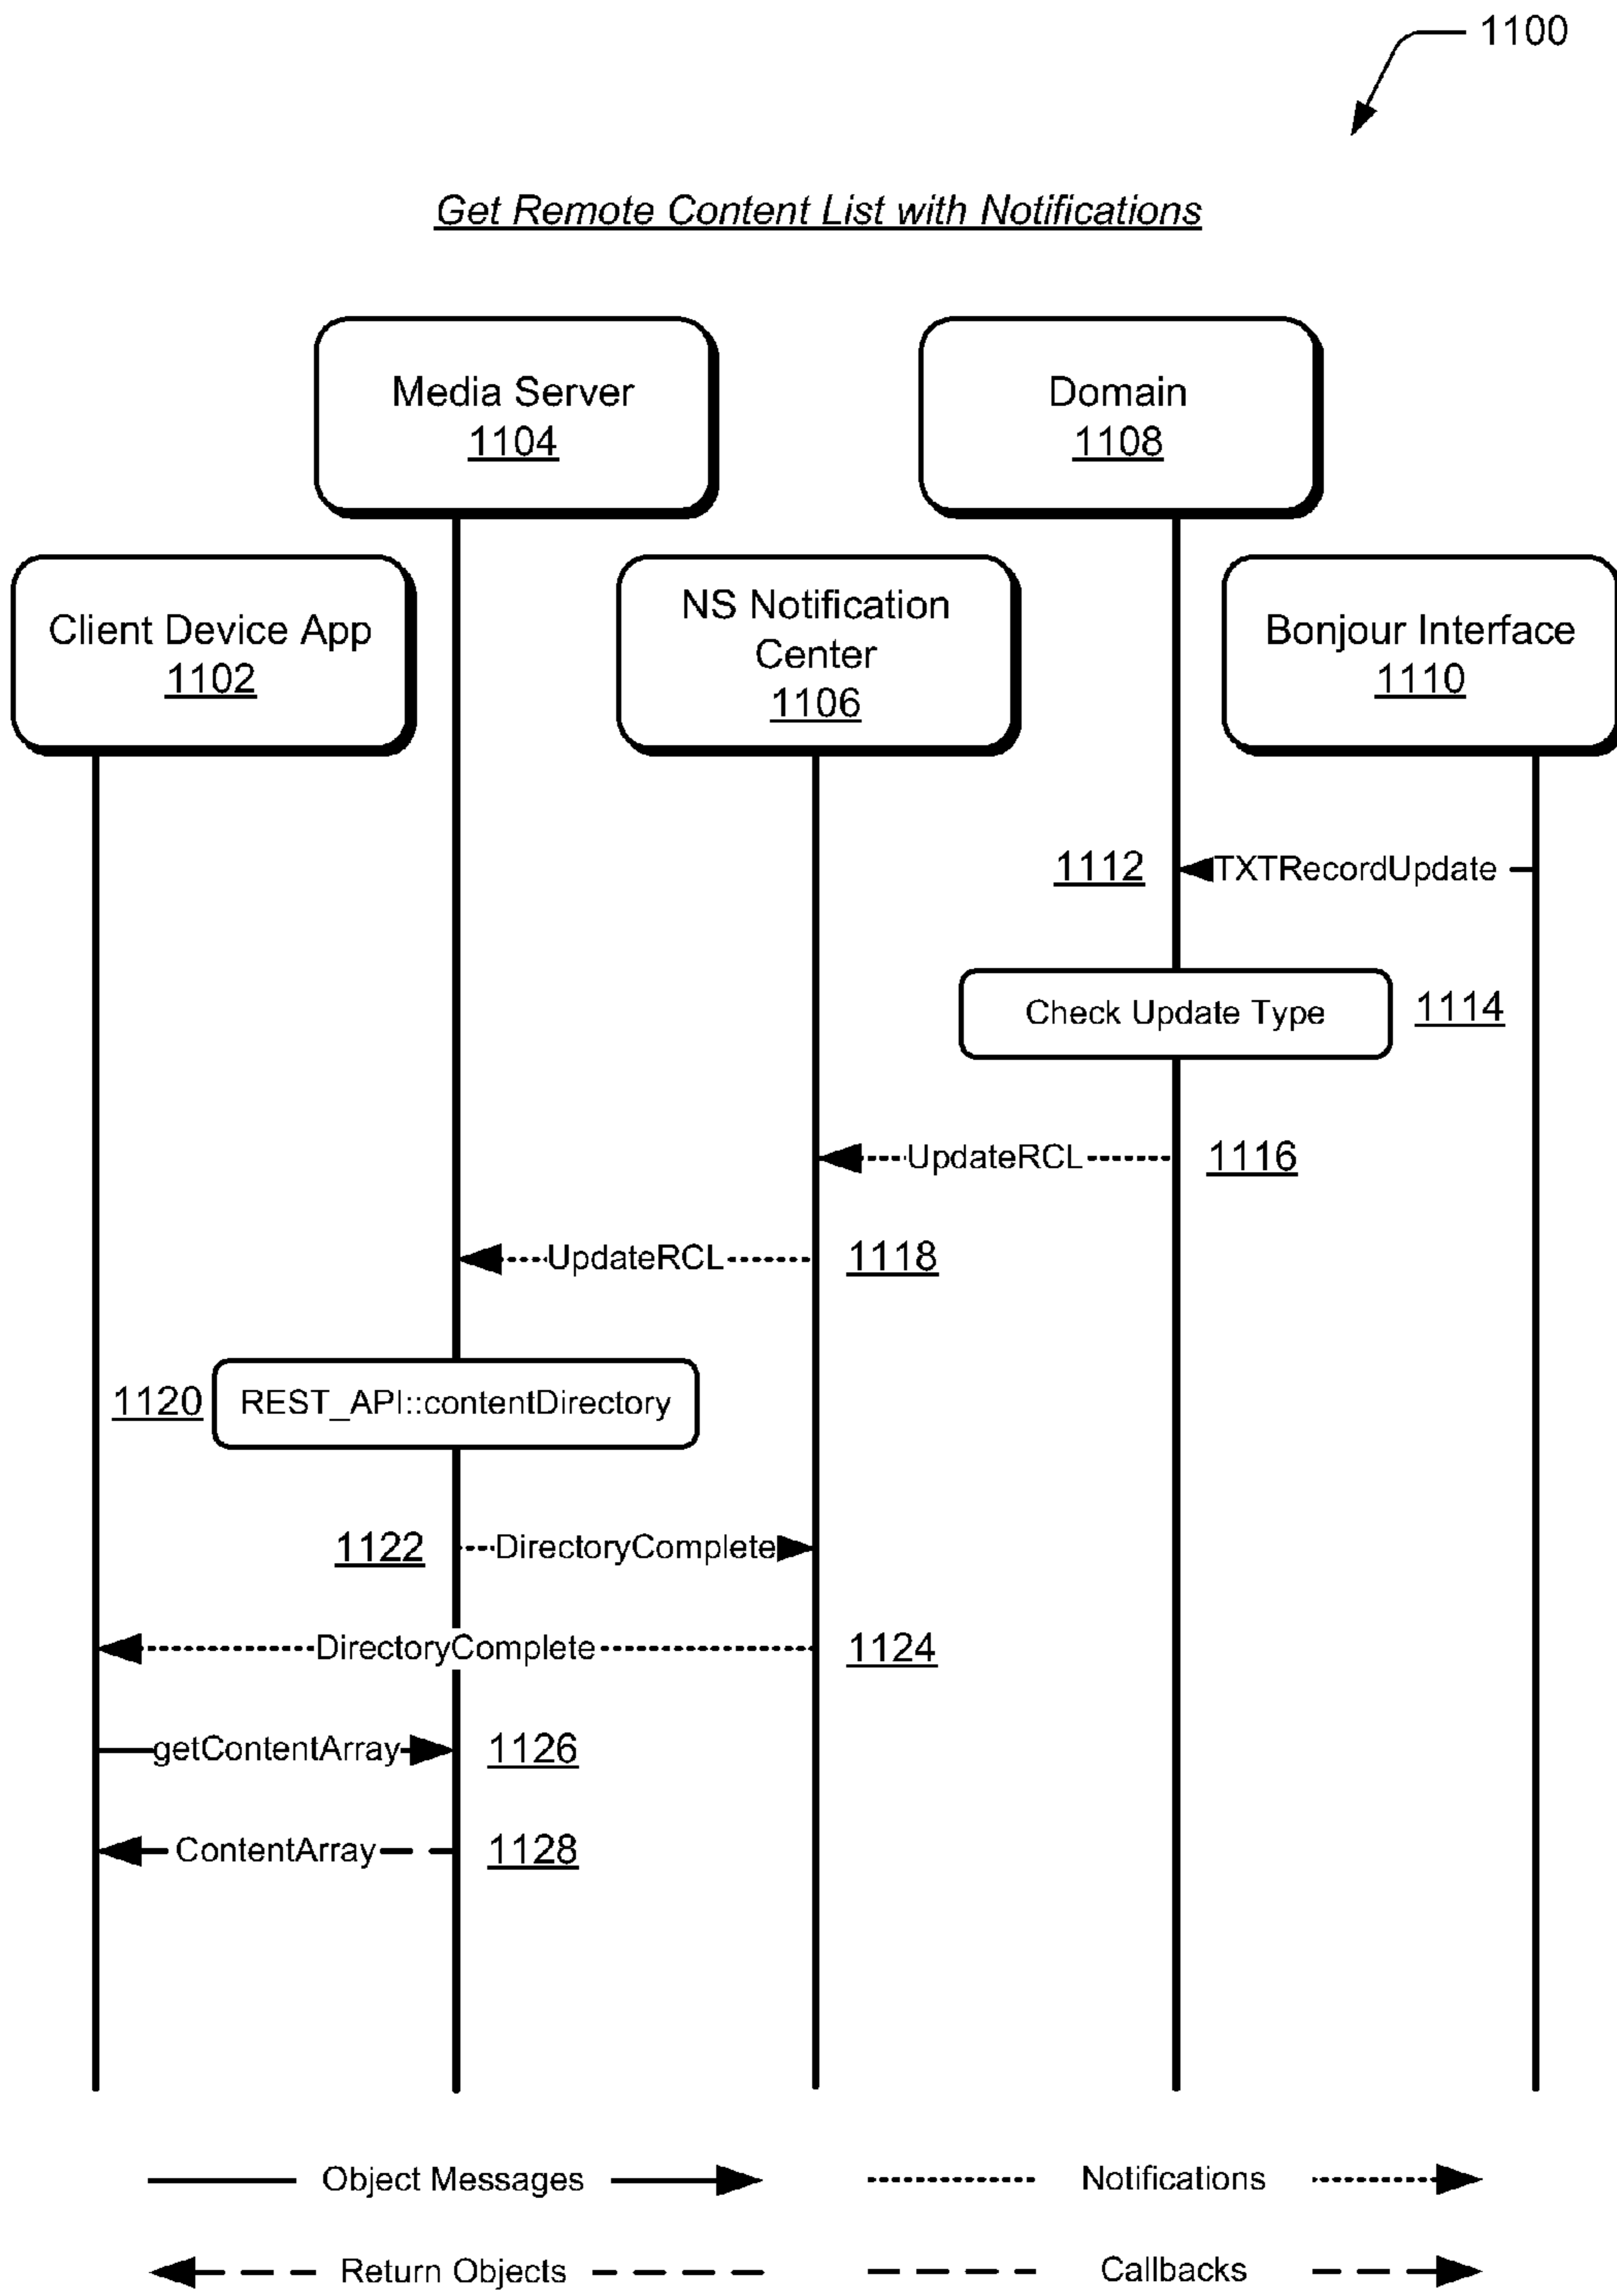 1100
Get Remote Content List with Notifications
Media Server
1104
Domain
1108
Client Device App
1102
NS Notification
Center
1106
Bonjour Interface
1110
1112
TXTRecordUpdate
Check Update Type
1114
UpdateRCL
1116
UpdateRCL
1118
1120
REST_API::contentDirectory
1122
DirectoryComplete
DirectoryComplete
1124
getContentArray
1126
ContentArray
1128
Object Messages
Notifications
Return Objects
Callbacks